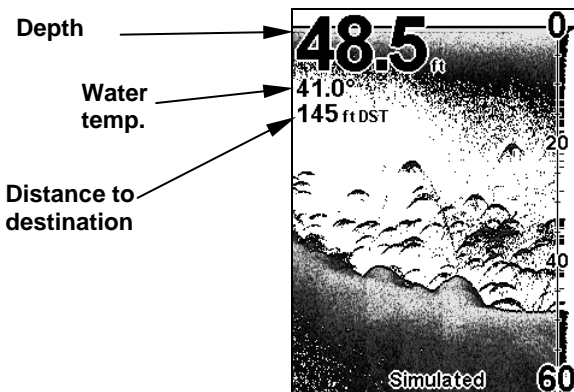 Depth
Water
temp.
Distance to
destination
48.5 ft
41.0°
145 ft DST
0
20
40
60
Simulated